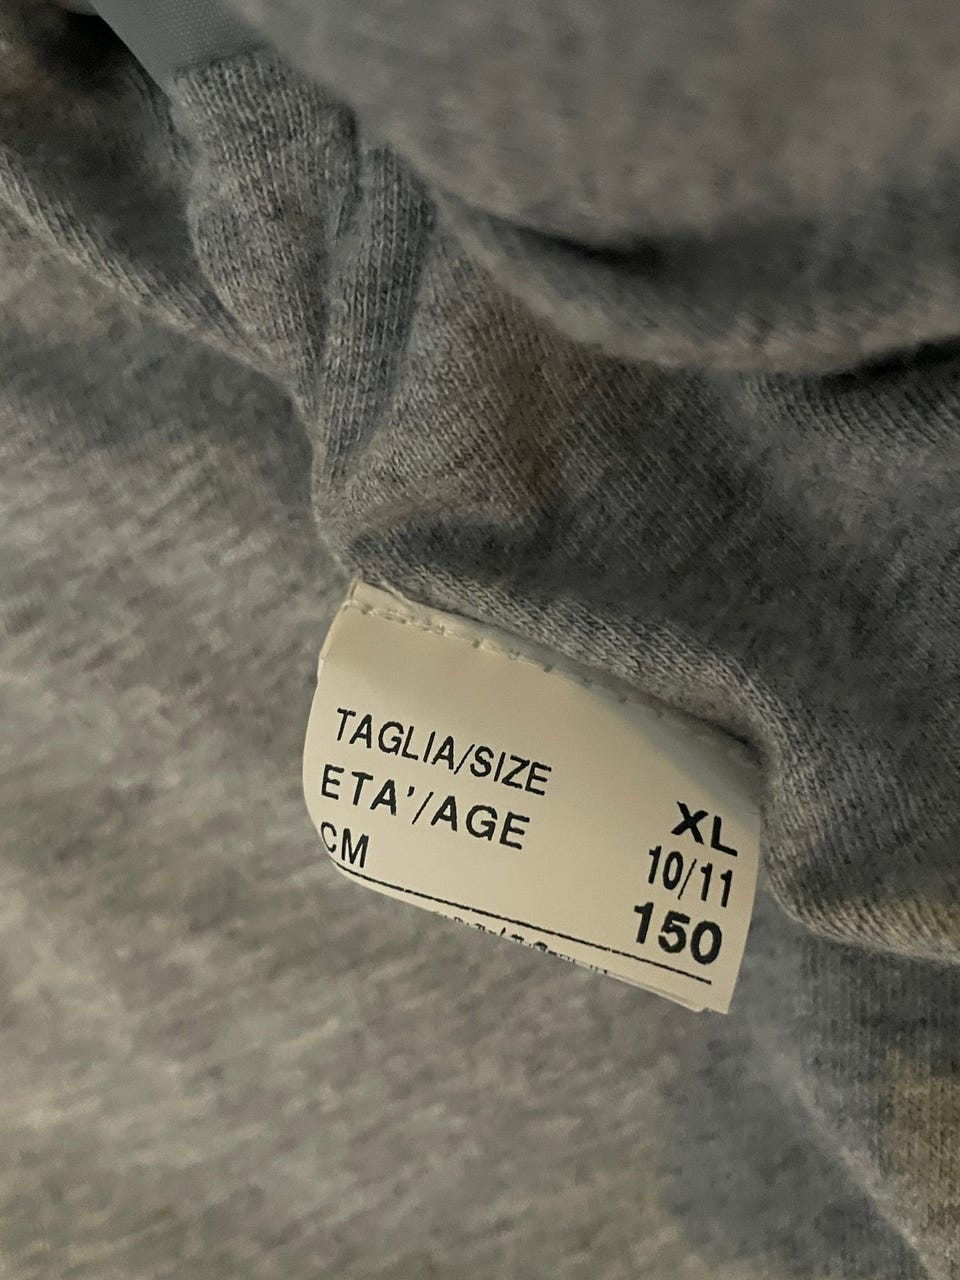 TAGLIA/SIZE XL
ETA'/AGE 10/11
CM 150